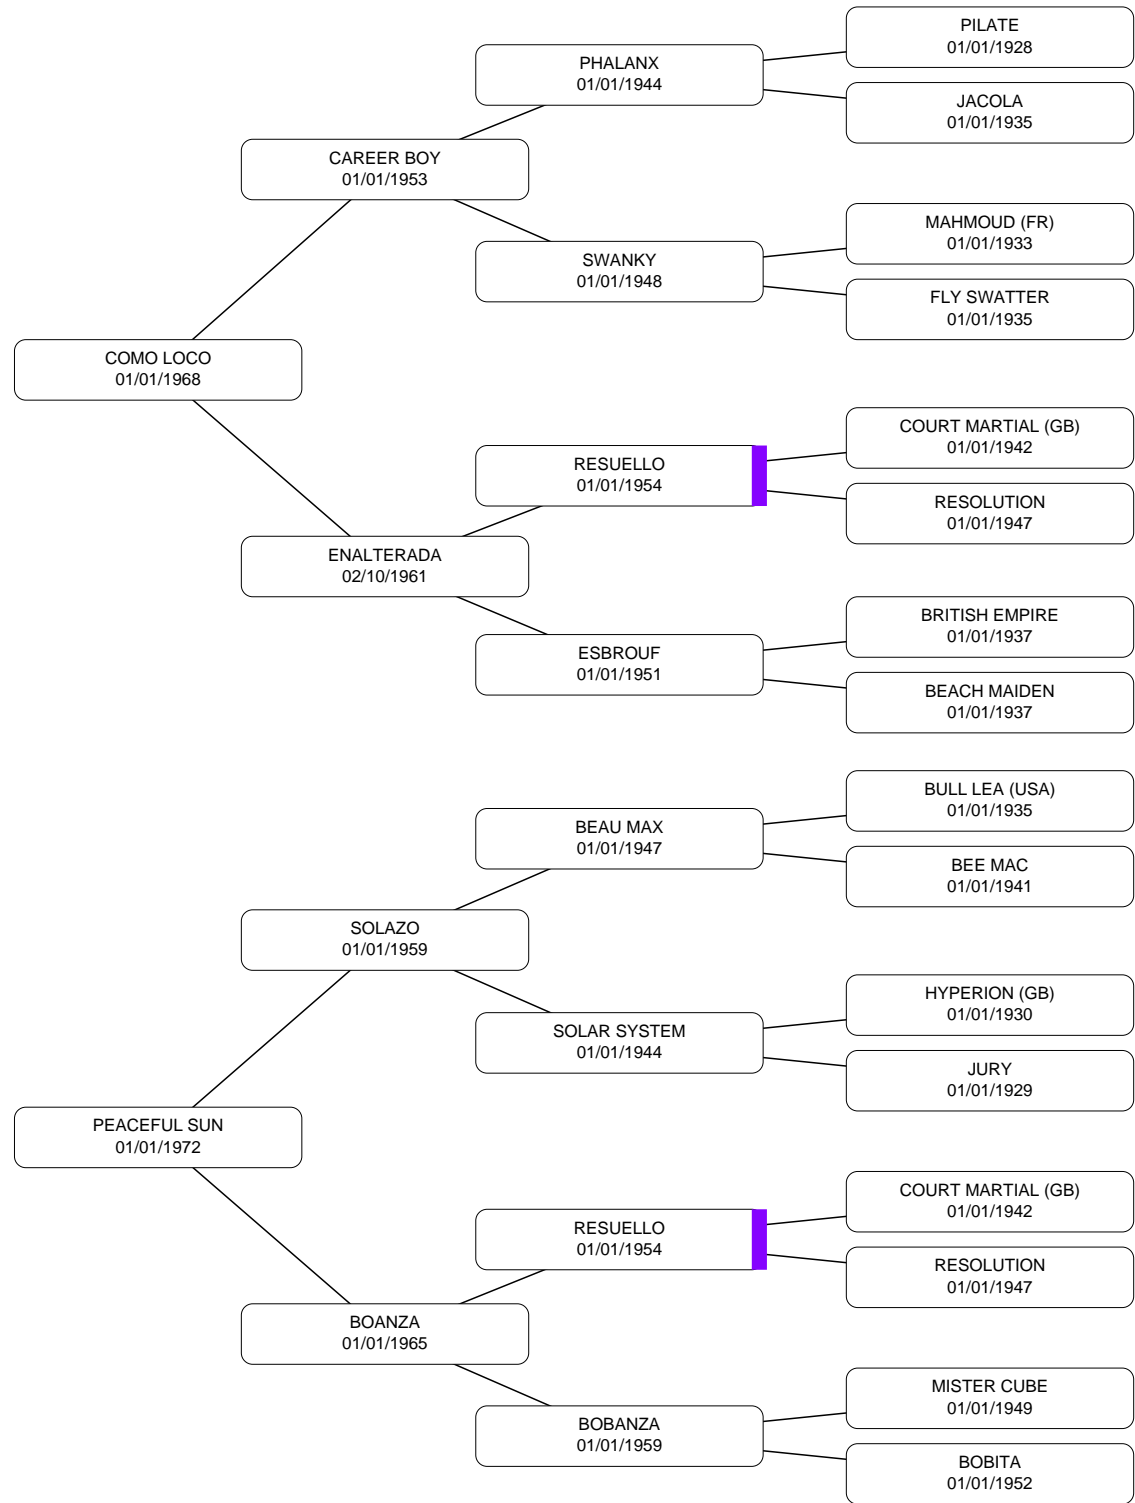 PILATE
01/01/1928
PHALANX
01/01/1944
JACOLA
01/01/1935
CAREER BOY
01/01/1953
MAHMOUD (FR)
01/01/1933
SWANKY
01/01/1948
FLY SWATTER
01/01/1935
COMO LOCO
01/01/1968
COURT MARTIAL (GB)
01/01/1942
RESUELLO
01/01/1954
RESOLUTION
01/01/1947
ENALTERADA
02/10/1961
BRITISH EMPIRE
01/01/1937
ESBROUF
01/01/1951
BEACH MAIDEN
01/01/1937
BULL LEA (USA)
01/01/1935
BEAU MAX
01/01/1947
BEE MAC
01/01/1941
SOLAZO
01/01/1959
HYPERION (GB)
01/01/1930
SOLAR SYSTEM
01/01/1944
JURY
01/01/1929
PEACEFUL SUN
01/01/1972
COURT MARTIAL (GB)
01/01/1942
RESUELLO
01/01/1954
RESOLUTION
01/01/1947
BOANZA
01/01/1965
MISTER CUBE
01/01/1949
BOBANZA
01/01/1959
BOBITA
01/01/1952